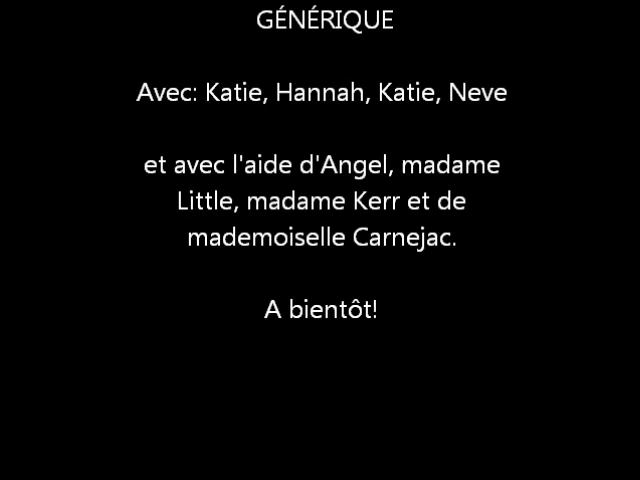 GÉNÉRIQUE
Avec: Katie, Hannah, Katie, Neve
et avec l'aide d'Angel, madame
Little, madame Kerr et de
mademoiselle Carnejac.
A bientôt!